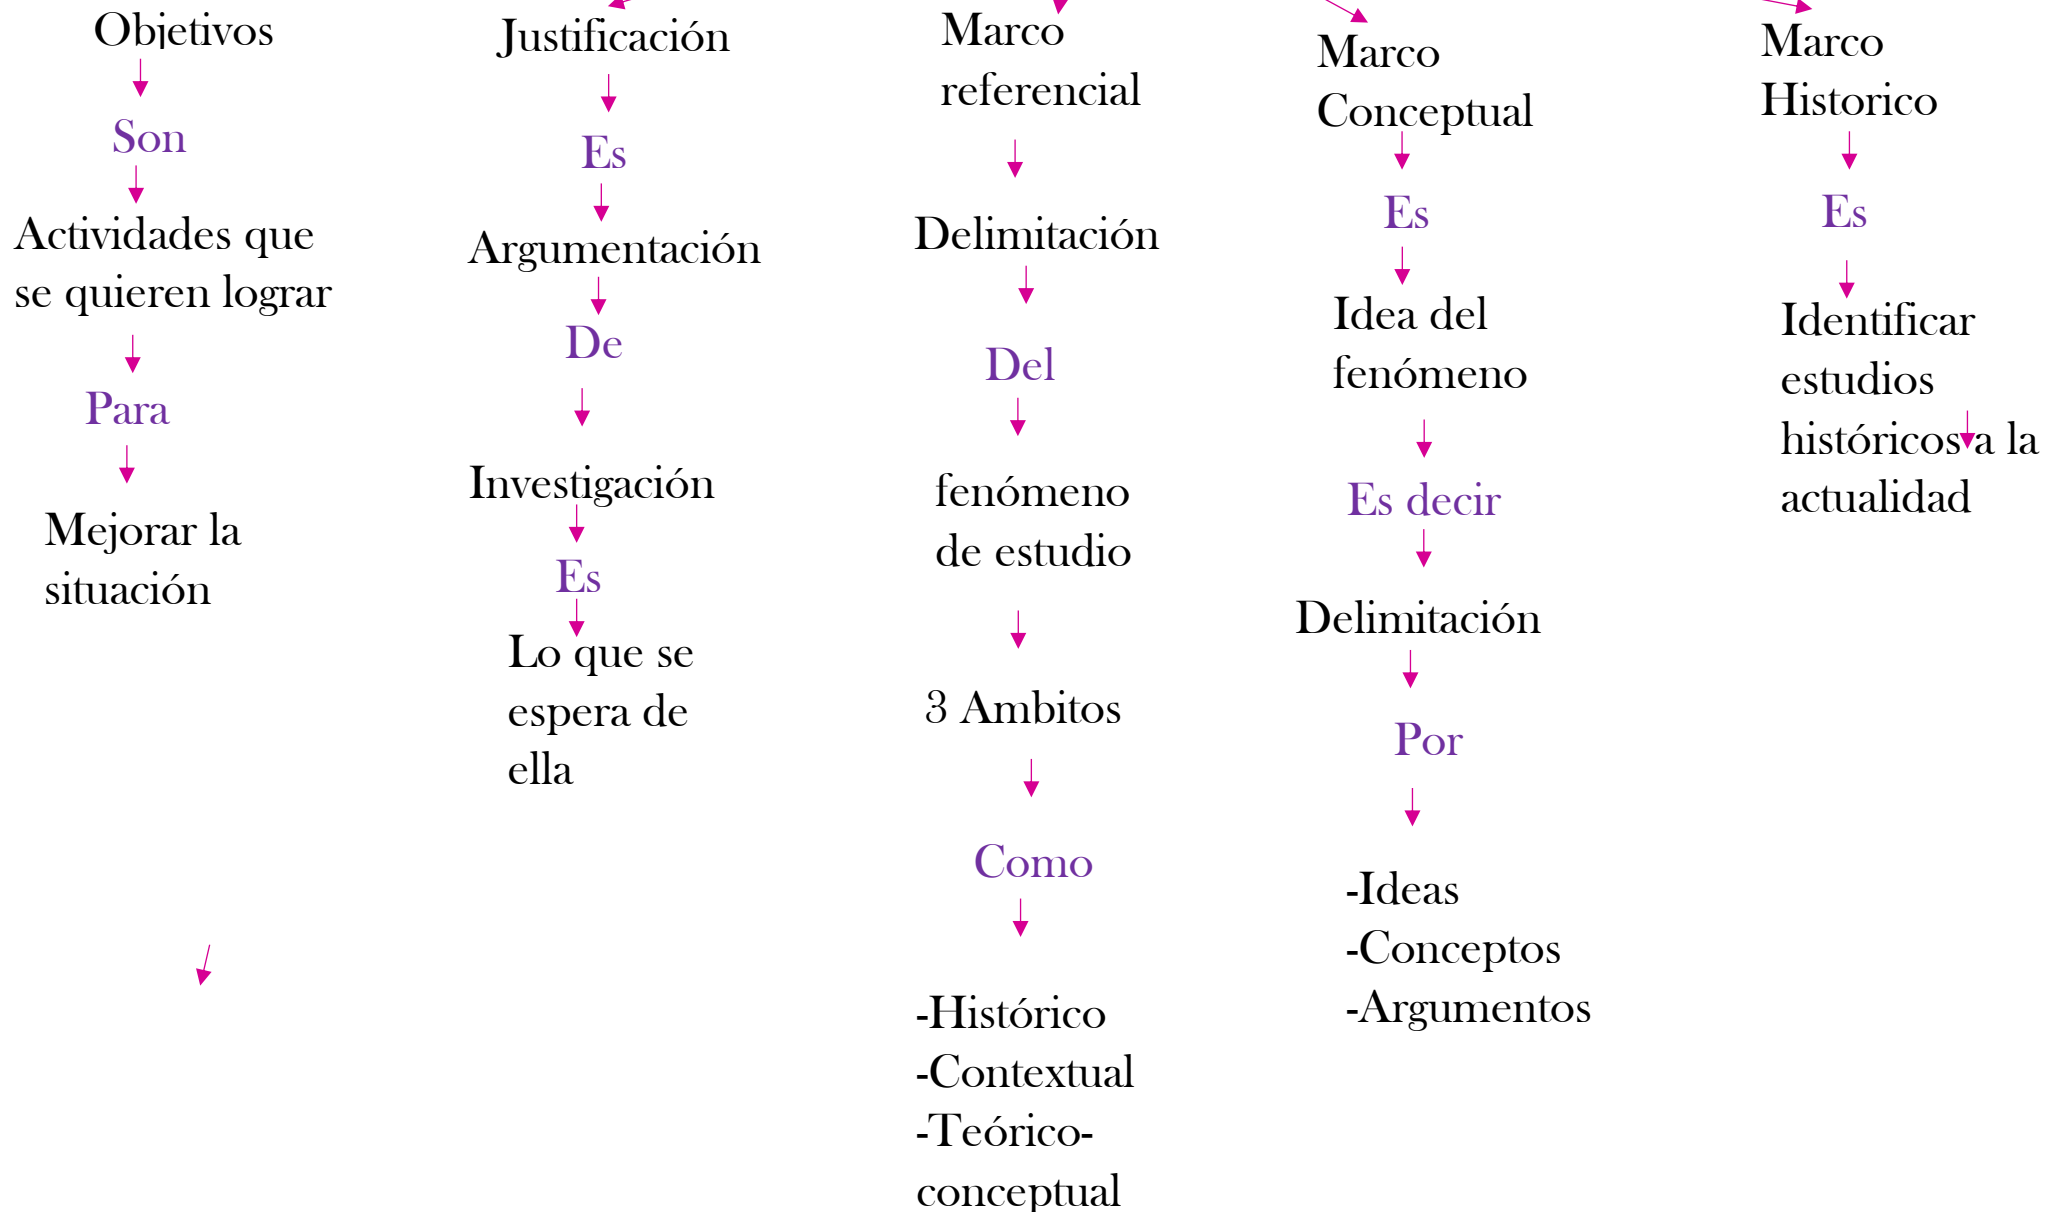 Objetivos
Son
Actividades que
se quieren lograr
Para
Mejorar la
situación
Justificación
Es
Argumentación
De
Investigación
Es
Lo que se
espera de
ella
Marco
referencial
Delimitación
Del
fenómeno
de estudio
3 Ambitos
Como
-Histórico
-Contextual
-Teórico-
conceptual
Marco
Conceptual
Es
Idea del
fenómeno
Es decir
Delimitación
Por
-Ideas
-Conceptos
-Argumentos
Marco
Historico
Es
Identificar
estudios
históricos a la
actualidad